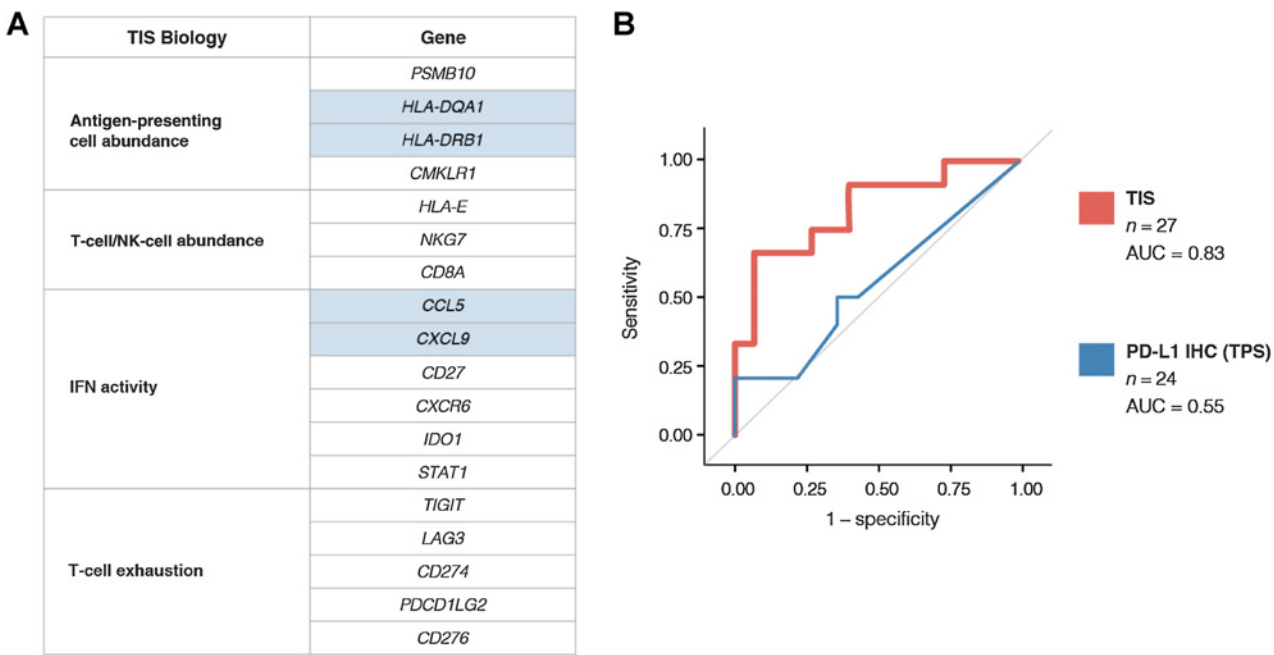 A
TIS Biology
Gene
Antigen-presenting
cell abundance
PSMB10
HLA-DQA1
HLA-DRB1
CMKLR1
T-cell/NK-cell abundance
HLA-E
NKG7
CD8A
IFN activity
CCL5
CXCL9
CD27
CXCR6
IDO1
STAT1
T-cell exhaustion
TIGIT
LAG3
CD274
PDCD1LG2
CD276
B
Sensitivity
1.00
0.75
0.50
0.25
0.00
0.00 0.25 0.50 0.75 1.00
1 – specificity
TIS
n = 27
AUC = 0.83
PD-L1 IHC (TPS)
n = 24
AUC = 0.55